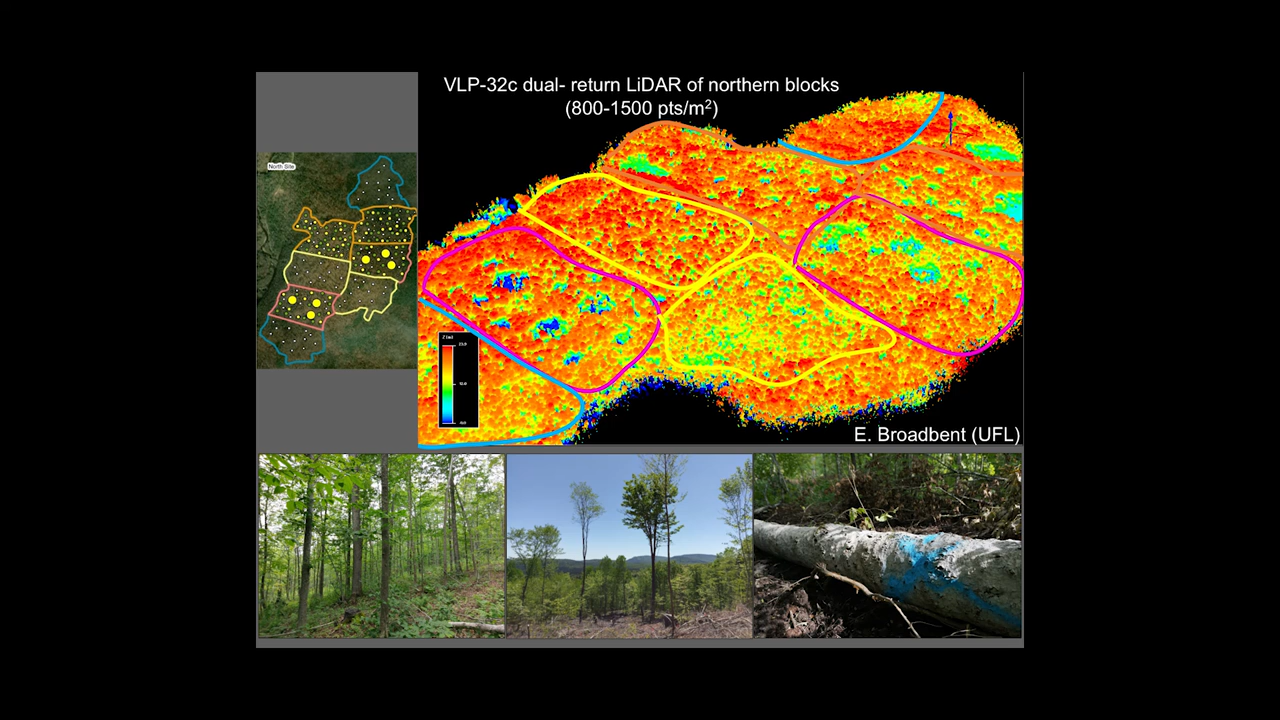 VLP-32c dual- return LiDAR of northern blocks
(800-1500 pts/m²)
North Site
Z (m)
E. Broadbent (UFL)